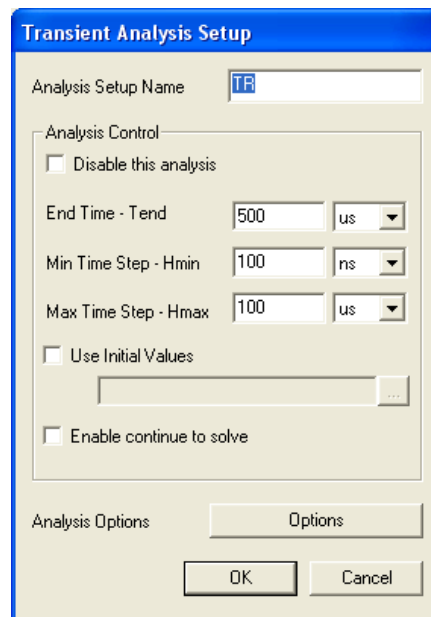 Transient Analysis Setup
Analysis Setup Name TR
Analysis Control
Disable this analysis
End Time - Tend 500 us
Min Time Step - Hmin 100 ns
Max Time Step - Hmax 100 us
Use Initial Values
...
Enable continue to solve
Analysis Options Options
OK Cancel